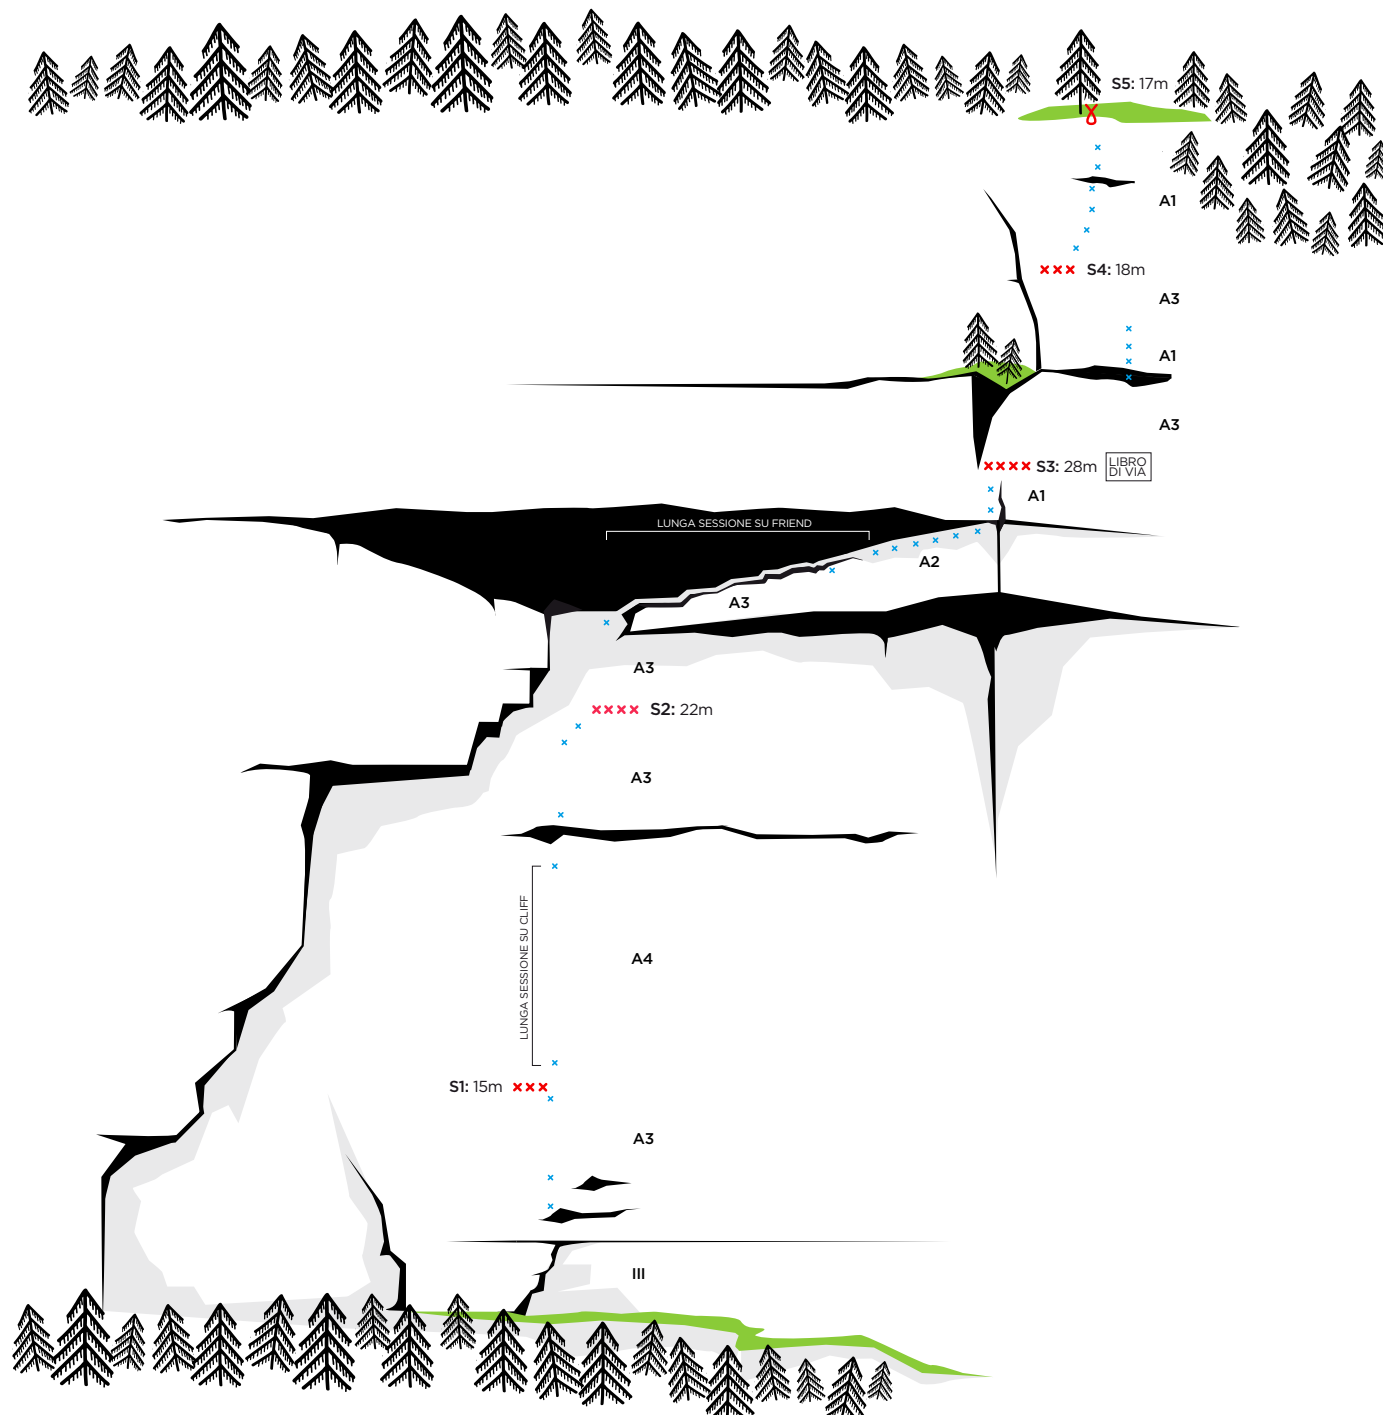 S5: 17m
A1
S4: 18m
A3
A1
A3
S3: 28m
LIBRO
DI VIA
A1
LUNGA SESSIONE SU FRIEND
A2
A3
A3
S2: 22m
A3
LUNGA SESSIONE SU CLIFF
A4
S1: 15m
A3
III